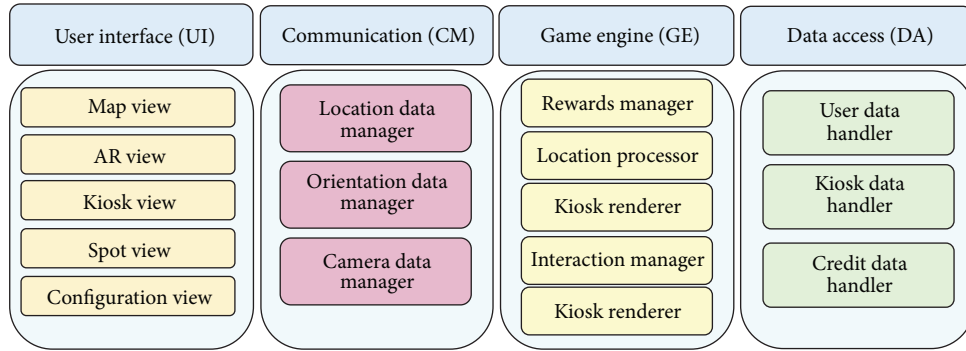 User interface (UI)
Map view
AR view
Kiosk view
Spot view
Configuration view
Communication (CM)
Location data
manager
Orientation data
manager
Camera data
manager
Game engine (GE)
Rewards manager
Location processor
Kiosk renderer
Interaction manager
Kiosk renderer
Data access (DA)
User data
handler
Kiosk data
handler
Credit data
handler